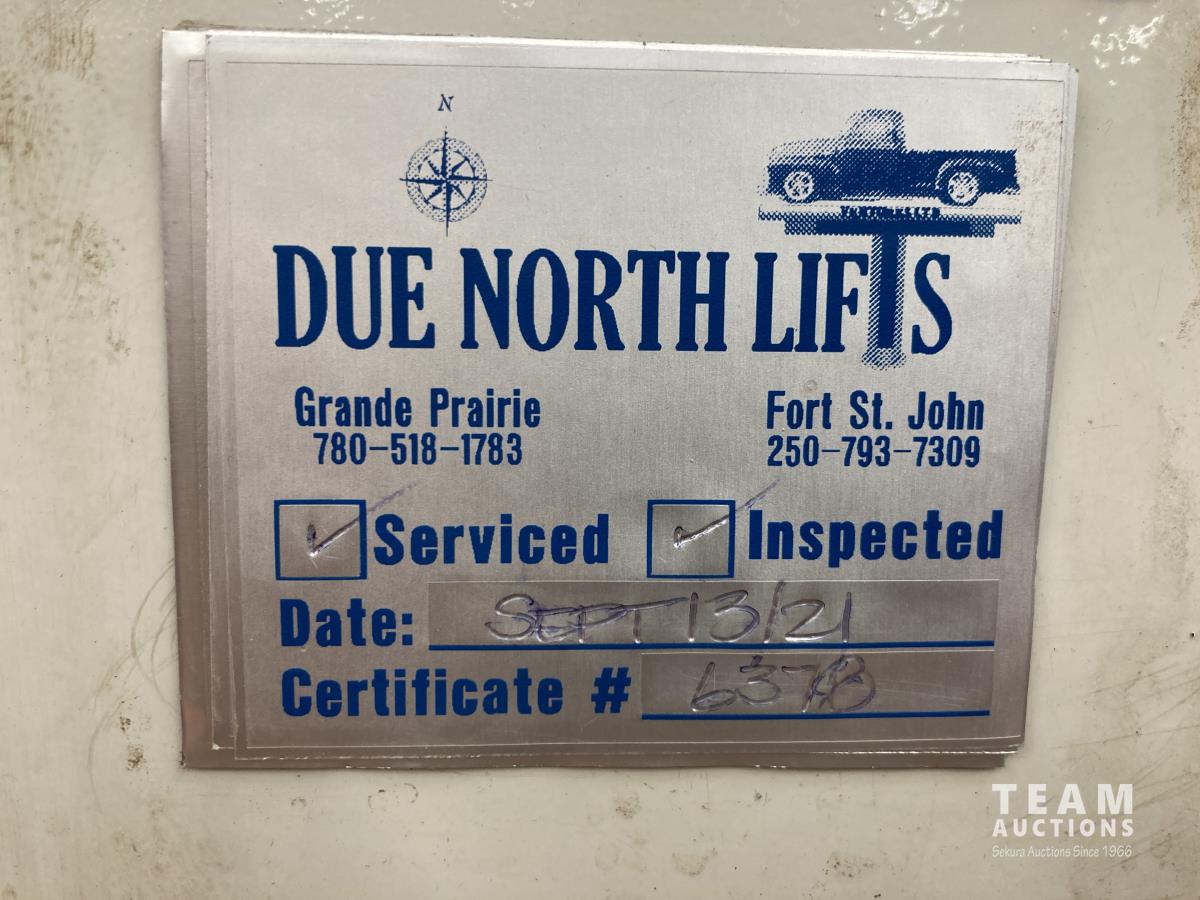 N
DUE NORTH LIFTS
Grande Prairie
780-518-1783
Fort St. John
250-793-7309
Serviced
Inspected
Date: SEPT 13/21
Certificate # 6378
TEAM
AUCTIONS
Sekura Auctions Since 1966